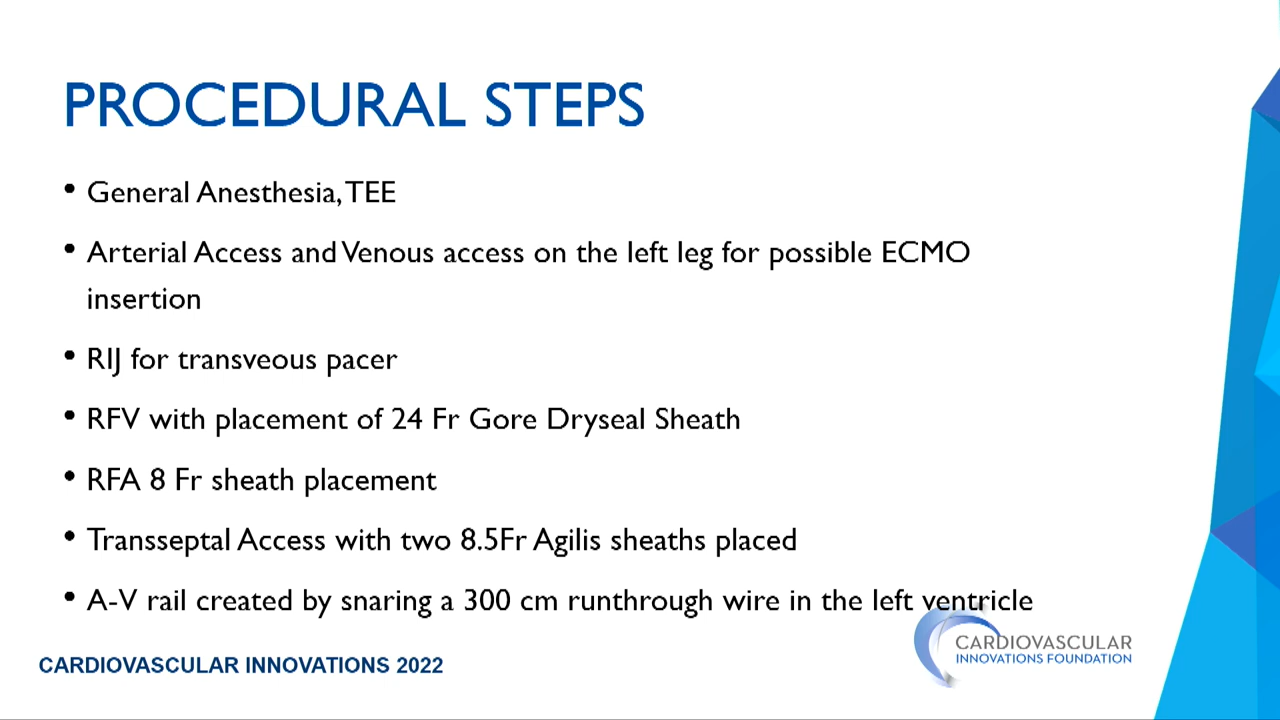 PROCEDURAL STEPS
• General Anesthesia, TEE
• Arterial Access and Venous access on the left leg for possible ECMO
insertion
• RIJ for transveous pacer
• RFV with placement of 24 Fr Gore Dryseal Sheath
• RFA 8 Fr sheath placement
• Transseptal Access with two 8.5Fr Agilis sheaths placed
• A-V rail created by snaring a 300 cm runthrough wire in the left ventricle
CARDIOVASCULAR
INNOVATIONS FOUNDATION
CARDIOVASCULAR INNOVATIONS 2022